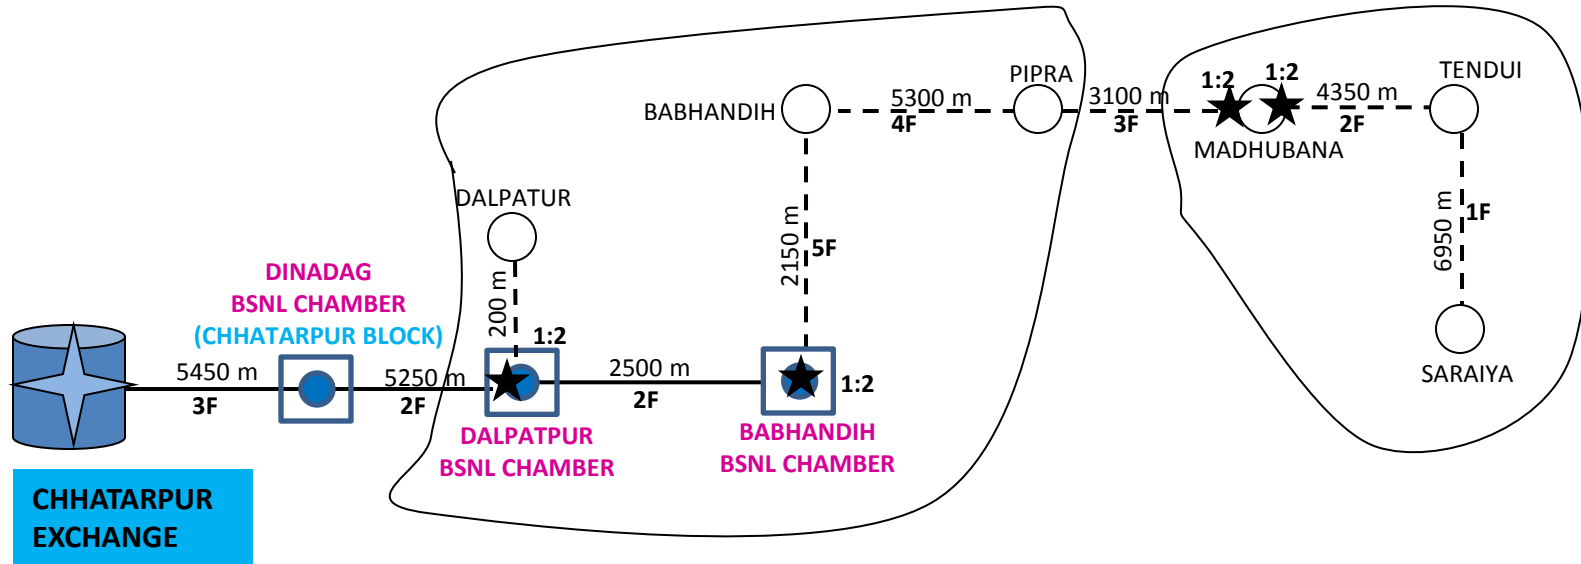 PIPRA
1:2
1:2
TENDUI
BABHANDIH
5300 m
4F
3100 m
3F
4350 m
2F
MADHUBANA
DALPATUR
200 m
2150 m
5F
6950 m
1F
DINADAG
BSNL CHAMBER
(CHHATARPUR BLOCK)
1:2
5450 m
3F
5250 m
2F
2500 m
2F
1:2
SARAIYA
DALPATPUR
BSNL CHAMBER
BABHANDIH
BSNL CHAMBER
CHHATARPUR
EXCHANGE